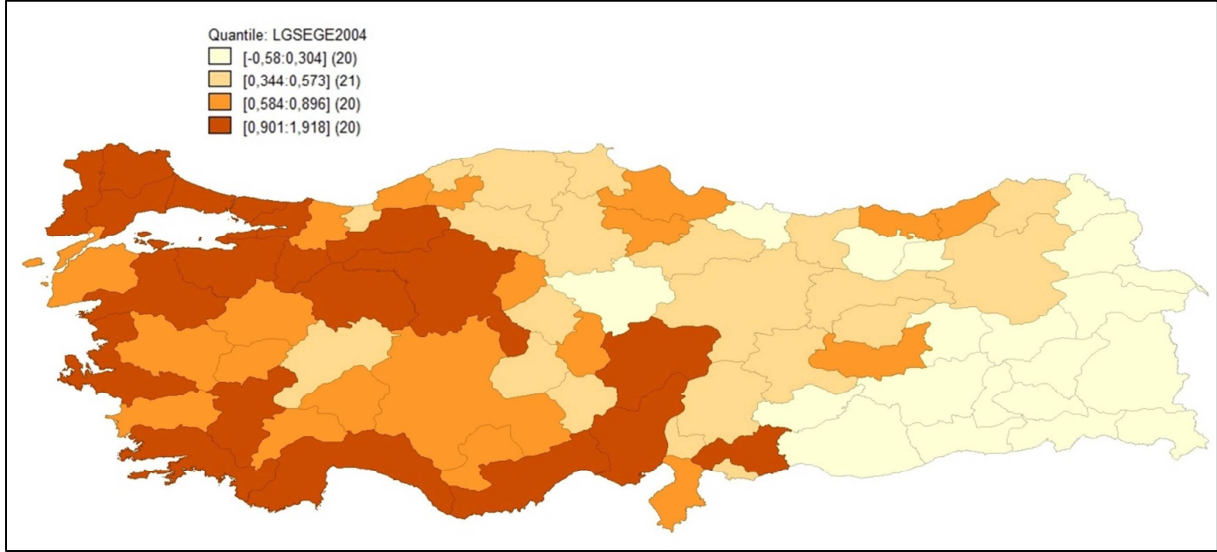 Quantile: LGSEGE2004
[-0,58:0,304] (20)
[0,344:0,573] (21)
[0,584:0,896] (20)
[0,901:1,918] (20)